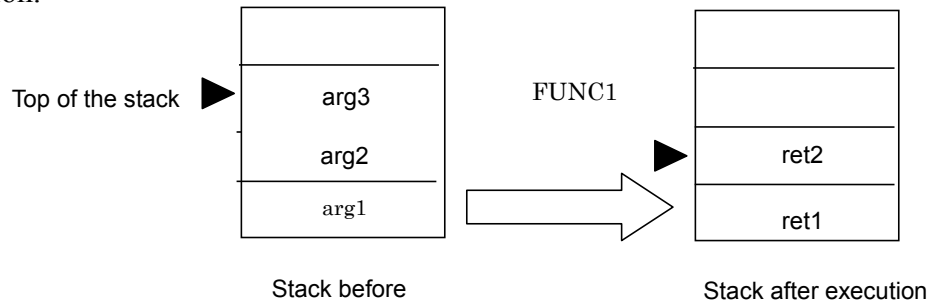 Top of the stack
arg3
arg2
arg1
FUNC1
ret2
ret1
Stack before
Stack after execution